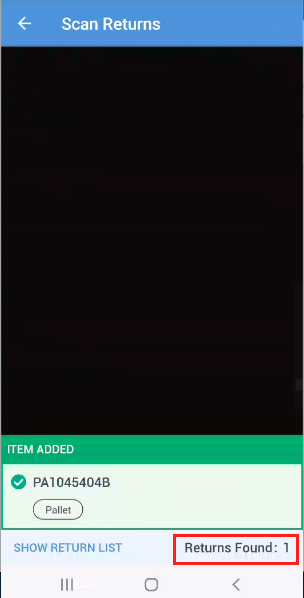 Scan Returns
ITEM ADDED
PA1045404B
Pallet
SHOW RETURN LIST
Returns Found: 1